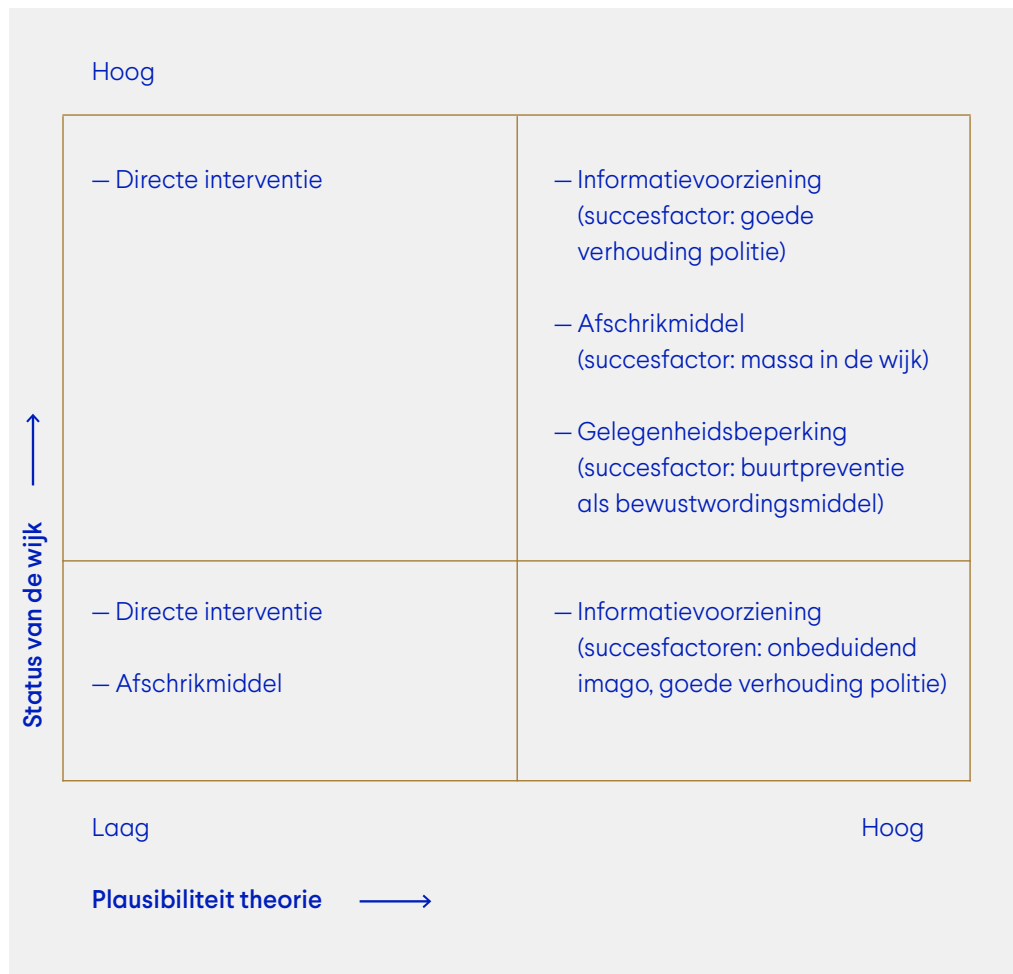 Hoog
— Directe interventie
— Informatievoorziening
(succesfactor: goede
verhouding politie)
— Afschrikmiddel
(succesfactor: massa in de wijk)
— Gelegenheidsbeperking
(succesfactor: buurtpreventie
als bewustwordingsmiddel)
Status van de wijk
— Directe interventie
— Afschrikmiddel
— Informatievoorziening
(succesfactoren: onbeduidend
imago, goede verhouding politie)
Laag
Hoog
Plausibiliteit theorie